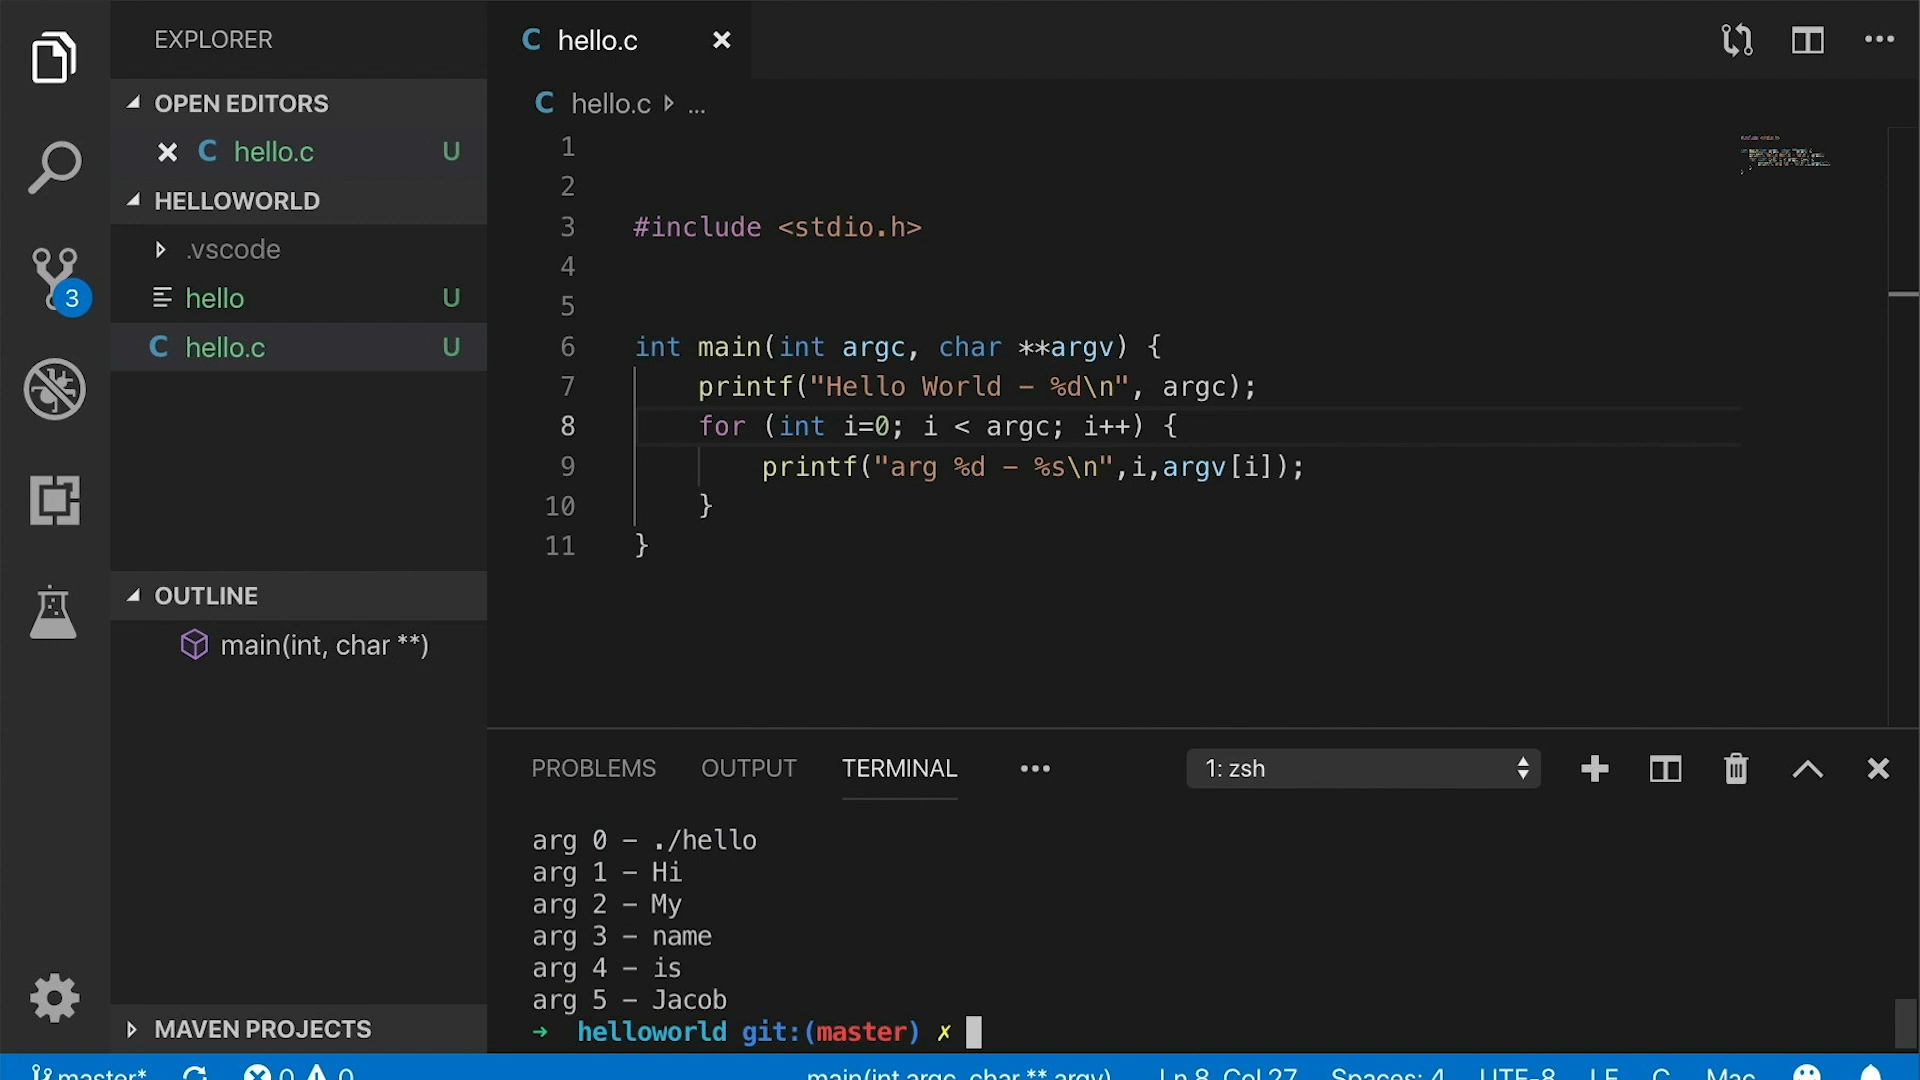 EXPLORER
OPEN EDITORS
C hello.c U
HELLOWORLD
.vscode
hello U
C hello.c U
3
OUTLINE
main(int, char **)
MAVEN PROJECTS
C hello.c
C hello.c ...
1
2
3 #include <stdio.h>
4
5
6 int main(int argc, char **argv) {
7 printf("Hello World – %d\n", argc);
8 for (int i=0; i < argc; i++) {
9 printf("arg %d – %s\n",i,argv[i]);
10 }
11 }
PROBLEMS OUTPUT TERMINAL ••• 1: zsh
arg 0 – ./hello
arg 1 – Hi
arg 2 – My
arg 3 – name
arg 4 – is
arg 5 – Jacob
➜ helloworld git:(master) ✗
master* 0 0 main(int argc, char ** argv) Ln 8, Col 27 Spaces: 4 UTF-8 LF C Mac